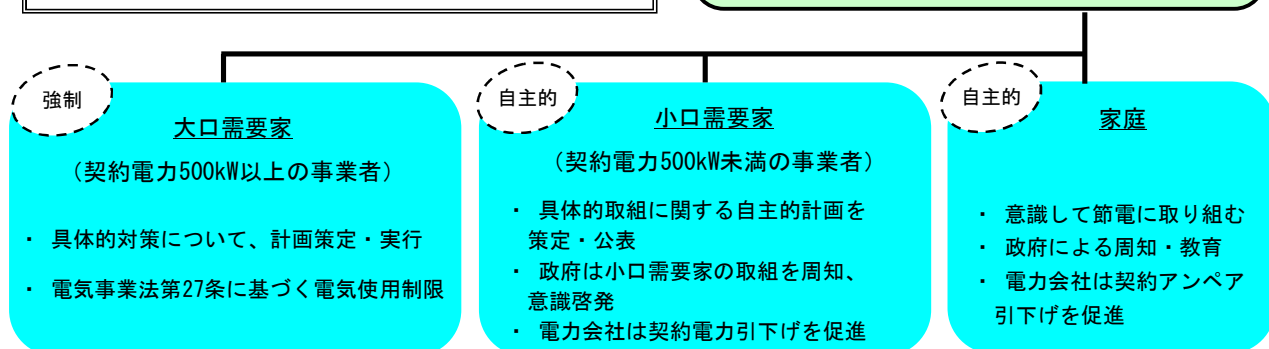 強制
大口需要家
（契約電力500kW以上の事業者）
・ 具体的対策について、計画策定・実行
・ 電気事業法第27条に基づく電気使用制限
自主的
小口需要家
（契約電力500kW未満の事業者）
・ 具体的取組に関する自主的計画を
策定・公表
・ 政府は小口需要家の取組を周知、
意識啓発
・ 電力会社は契約電力引下げを促進
自主的
家庭
・ 意識して節電に取り組む
・ 政府による周知・教育
・ 電力会社は契約アンペア
引下げを促進